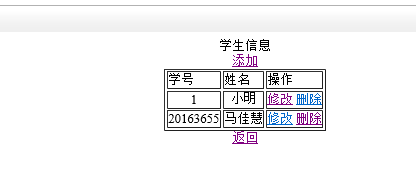 学生信息
添加
学号 姓名 操作
1 小明 修改 删除
20163655 马佳慧 修改 删除
返回